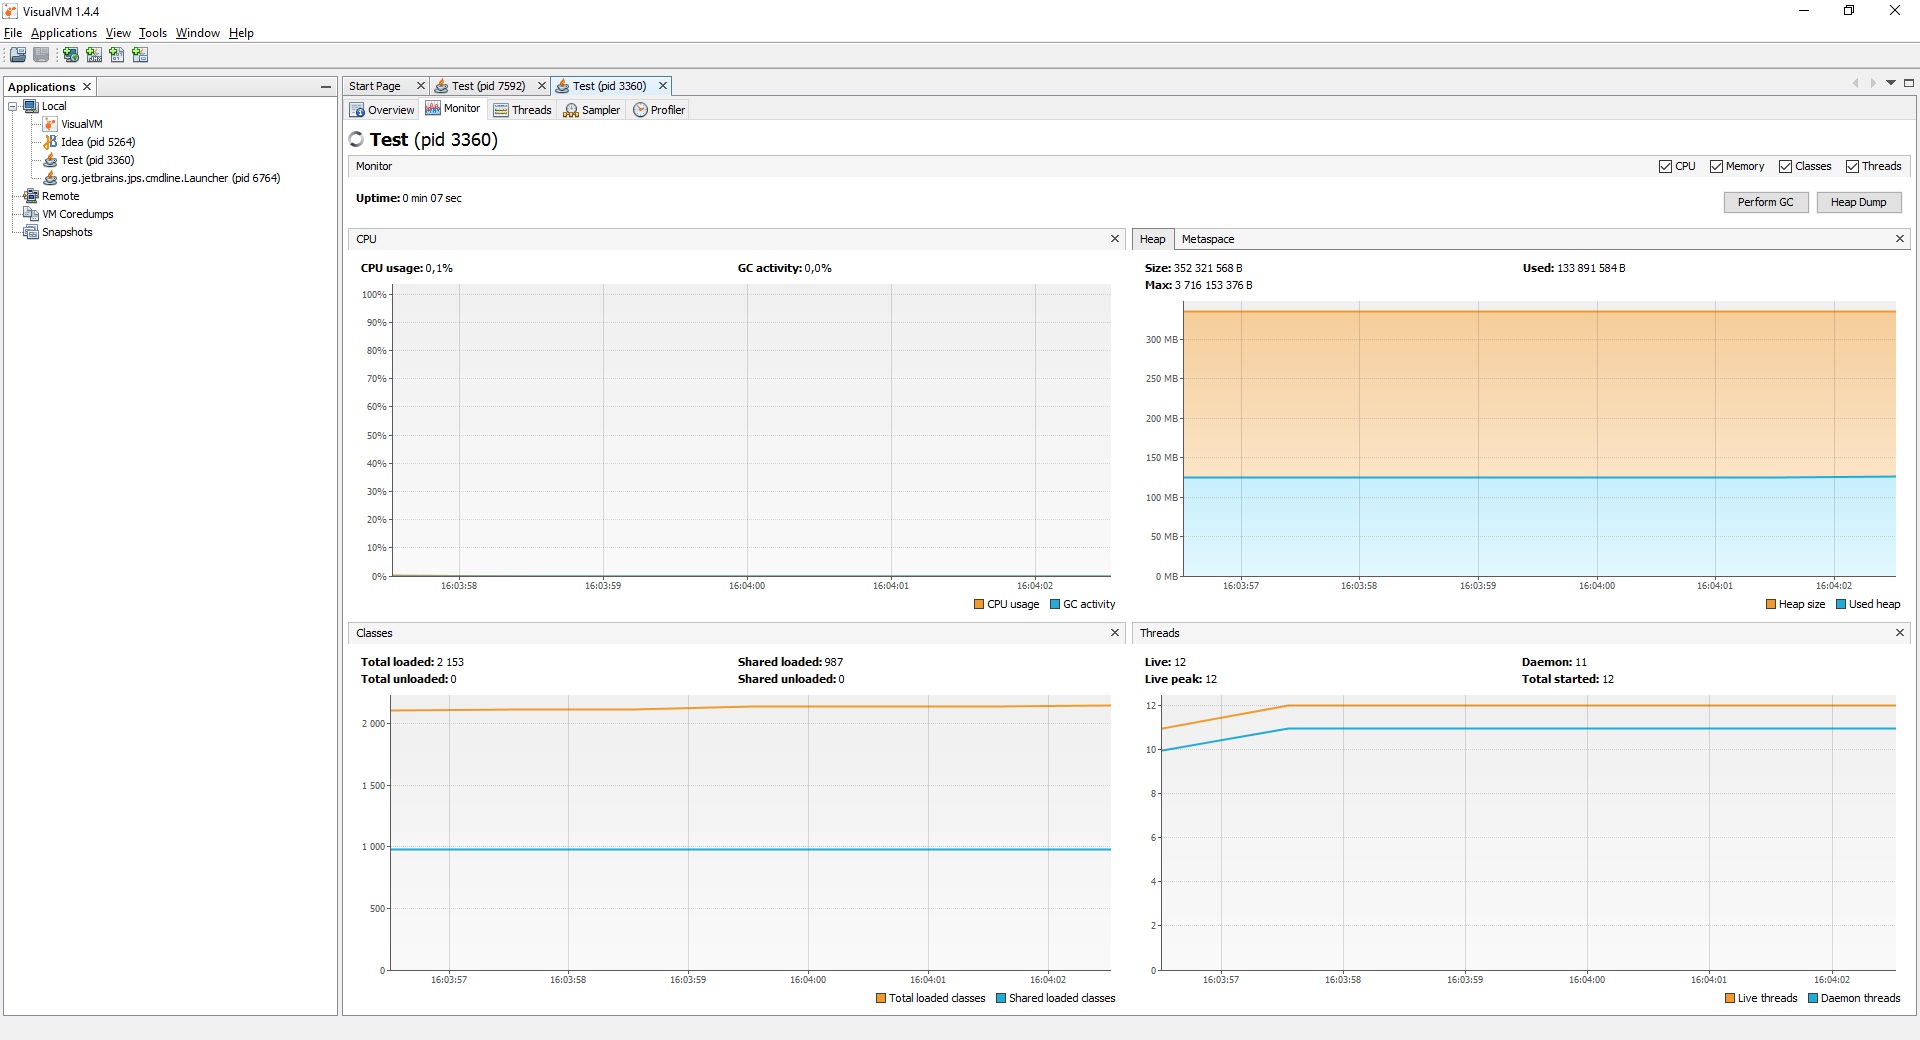 VisualVM 1.4.4
File Applications View Tools Window Help
Applications
Local
VisualVM
Idea (pid 5264)
Test (pid 3360)
org.jetbrains.jps.cmdline.Launcher (pid 6764)
Remote
VM Coredumps
Snapshots
Start Page Test (pid 7592) Test (pid 3360)
Overview Monitor Threads Sampler Profiler
Test (pid 3360)
Monitor CPU Memory Classes Threads
Uptime: 0 min 07 sec Perform GC Heap Dump
CPU
CPU usage: 0,1% GC activity: 0,0%
100%
90%
80%
70%
60%
50%
40%
30%
20%
10%
0%
16:03:58 16:03:59 16:04:00 16:04:01 16:04:02
CPU usage GC activity
Heap Metaspace
Size: 352 321 568 B Used: 133 891 584 B
Max: 3 716 153 376 B
300 MB
250 MB
200 MB
150 MB
100 MB
50 MB
0 MB
16:03:57 16:03:58 16:03:59 16:04:00 16:04:01 16:04:02
Heap size Used heap
Classes
Total loaded: 2 153 Shared loaded: 987
Total unloaded: 0 Shared unloaded: 0
2 000
1 500
1 000
500
0
16:03:57 16:03:58 16:03:59 16:04:00 16:04:01 16:04:02
Total loaded classes Shared loaded classes
Threads
Live: 12 Daemon: 11
Live peak: 12 Total started: 12
12
10
8
6
4
2
0
16:03:57 16:03:58 16:03:59 16:04:00 16:04:01 16:04:02
Live threads Daemon threads